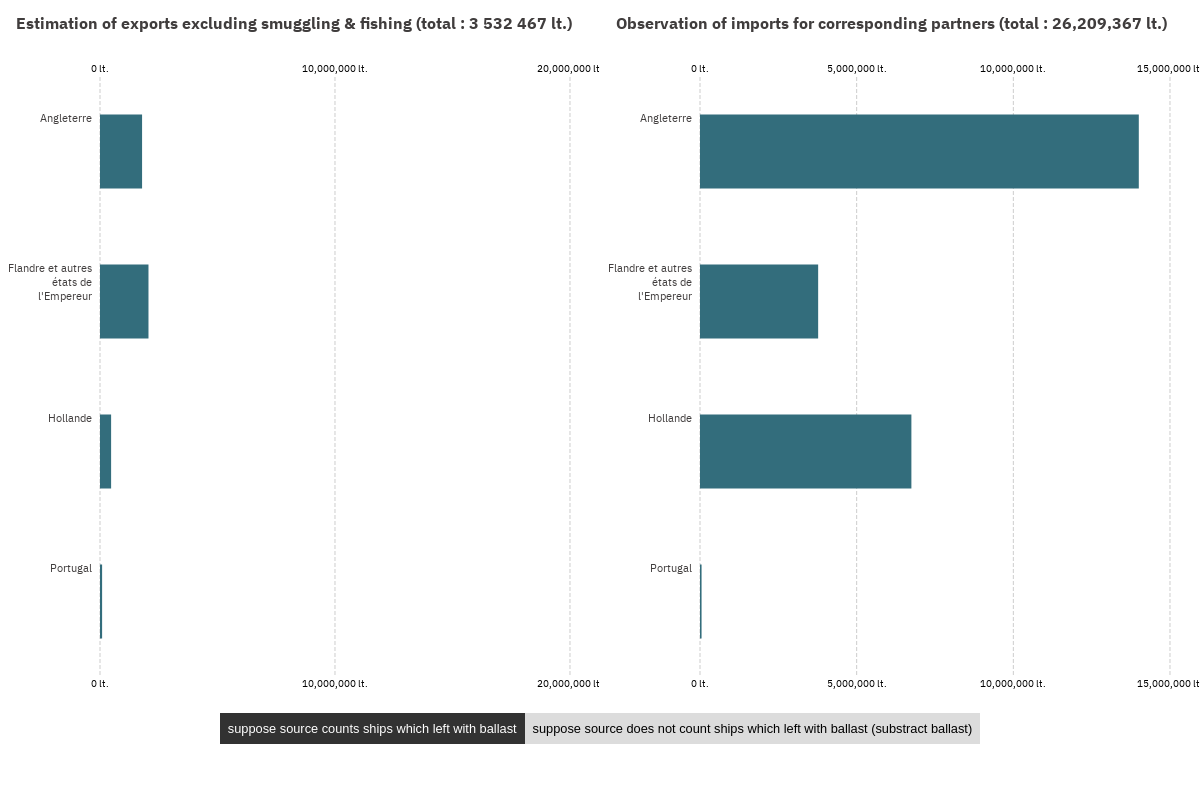 Estimation of exports excluding smuggling & fishing (total : 3 532 467 lt.)
0 lt.
10,000,000 lt.
20,000,000 lt
Angleterre
Flandre et autres
états de
l'Empereur
Hollande
Portugal
0 lt.
10,000,000 lt.
20,000,000 lt
Observation of imports for corresponding partners (total : 26,209,367 lt.)
0 lt.
5,000,000 lt.
10,000,000 lt.
15,000,000 lt
Angleterre
Flandre et autres
états de
l'Empereur
Hollande
Portugal
0 lt.
5,000,000 lt.
10,000,000 lt.
15,000,000 lt
suppose source counts ships which left with ballast
suppose source does not count ships which left with ballast (substract ballast)